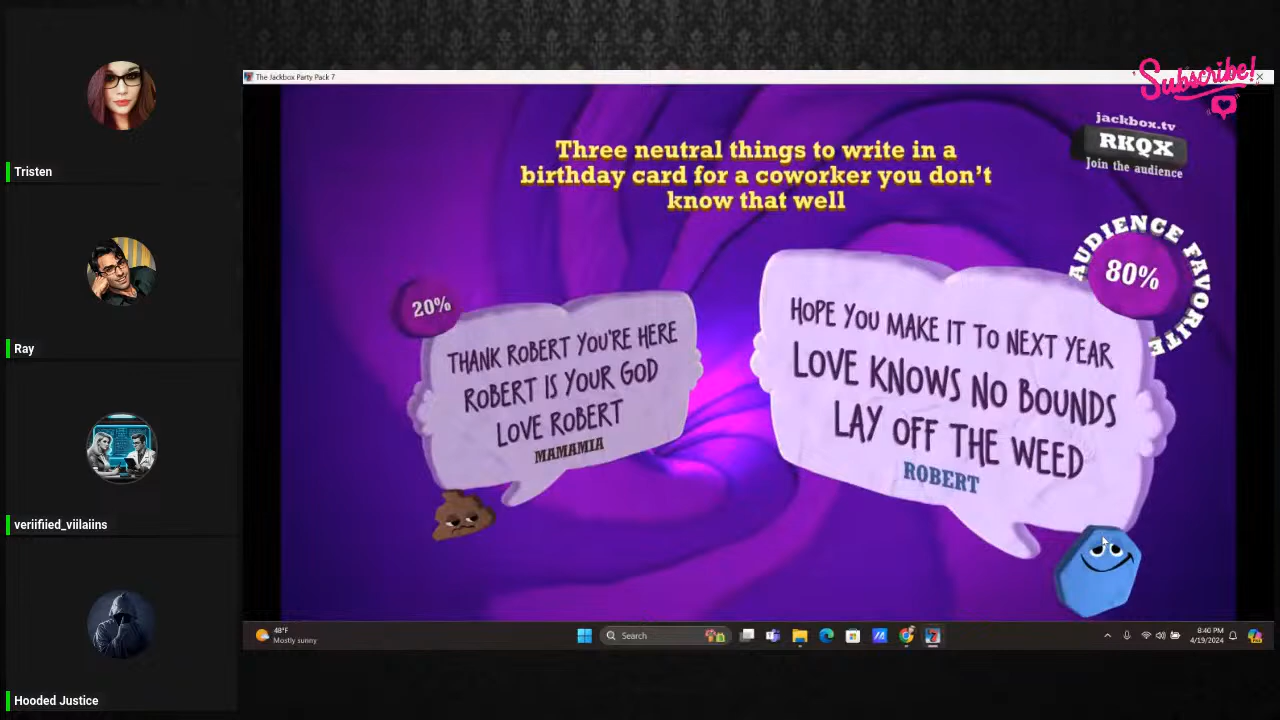 The Jackbox Party Pack 7
Subscribe!
Tristen
Ray
veriifiied_viilaiins
Hooded Justice
jackbox.tv
RKQX
Join the audience
Three neutral things to write in a
birthday card for a coworker you don't
know that well
20%
THANK ROBERT YOU'RE HERE
ROBERT IS YOUR GOD
LOVE ROBERT
MAMAMIA
AUDIENCE FAVORITE
80%
HOPE YOU MAKE IT TO NEXT YEAR
LOVE KNOWS NO BOUNDS
LAY OFF THE WEED
ROBERT
48°F
Mostly sunny
Search
8:40 PM
4/19/2024